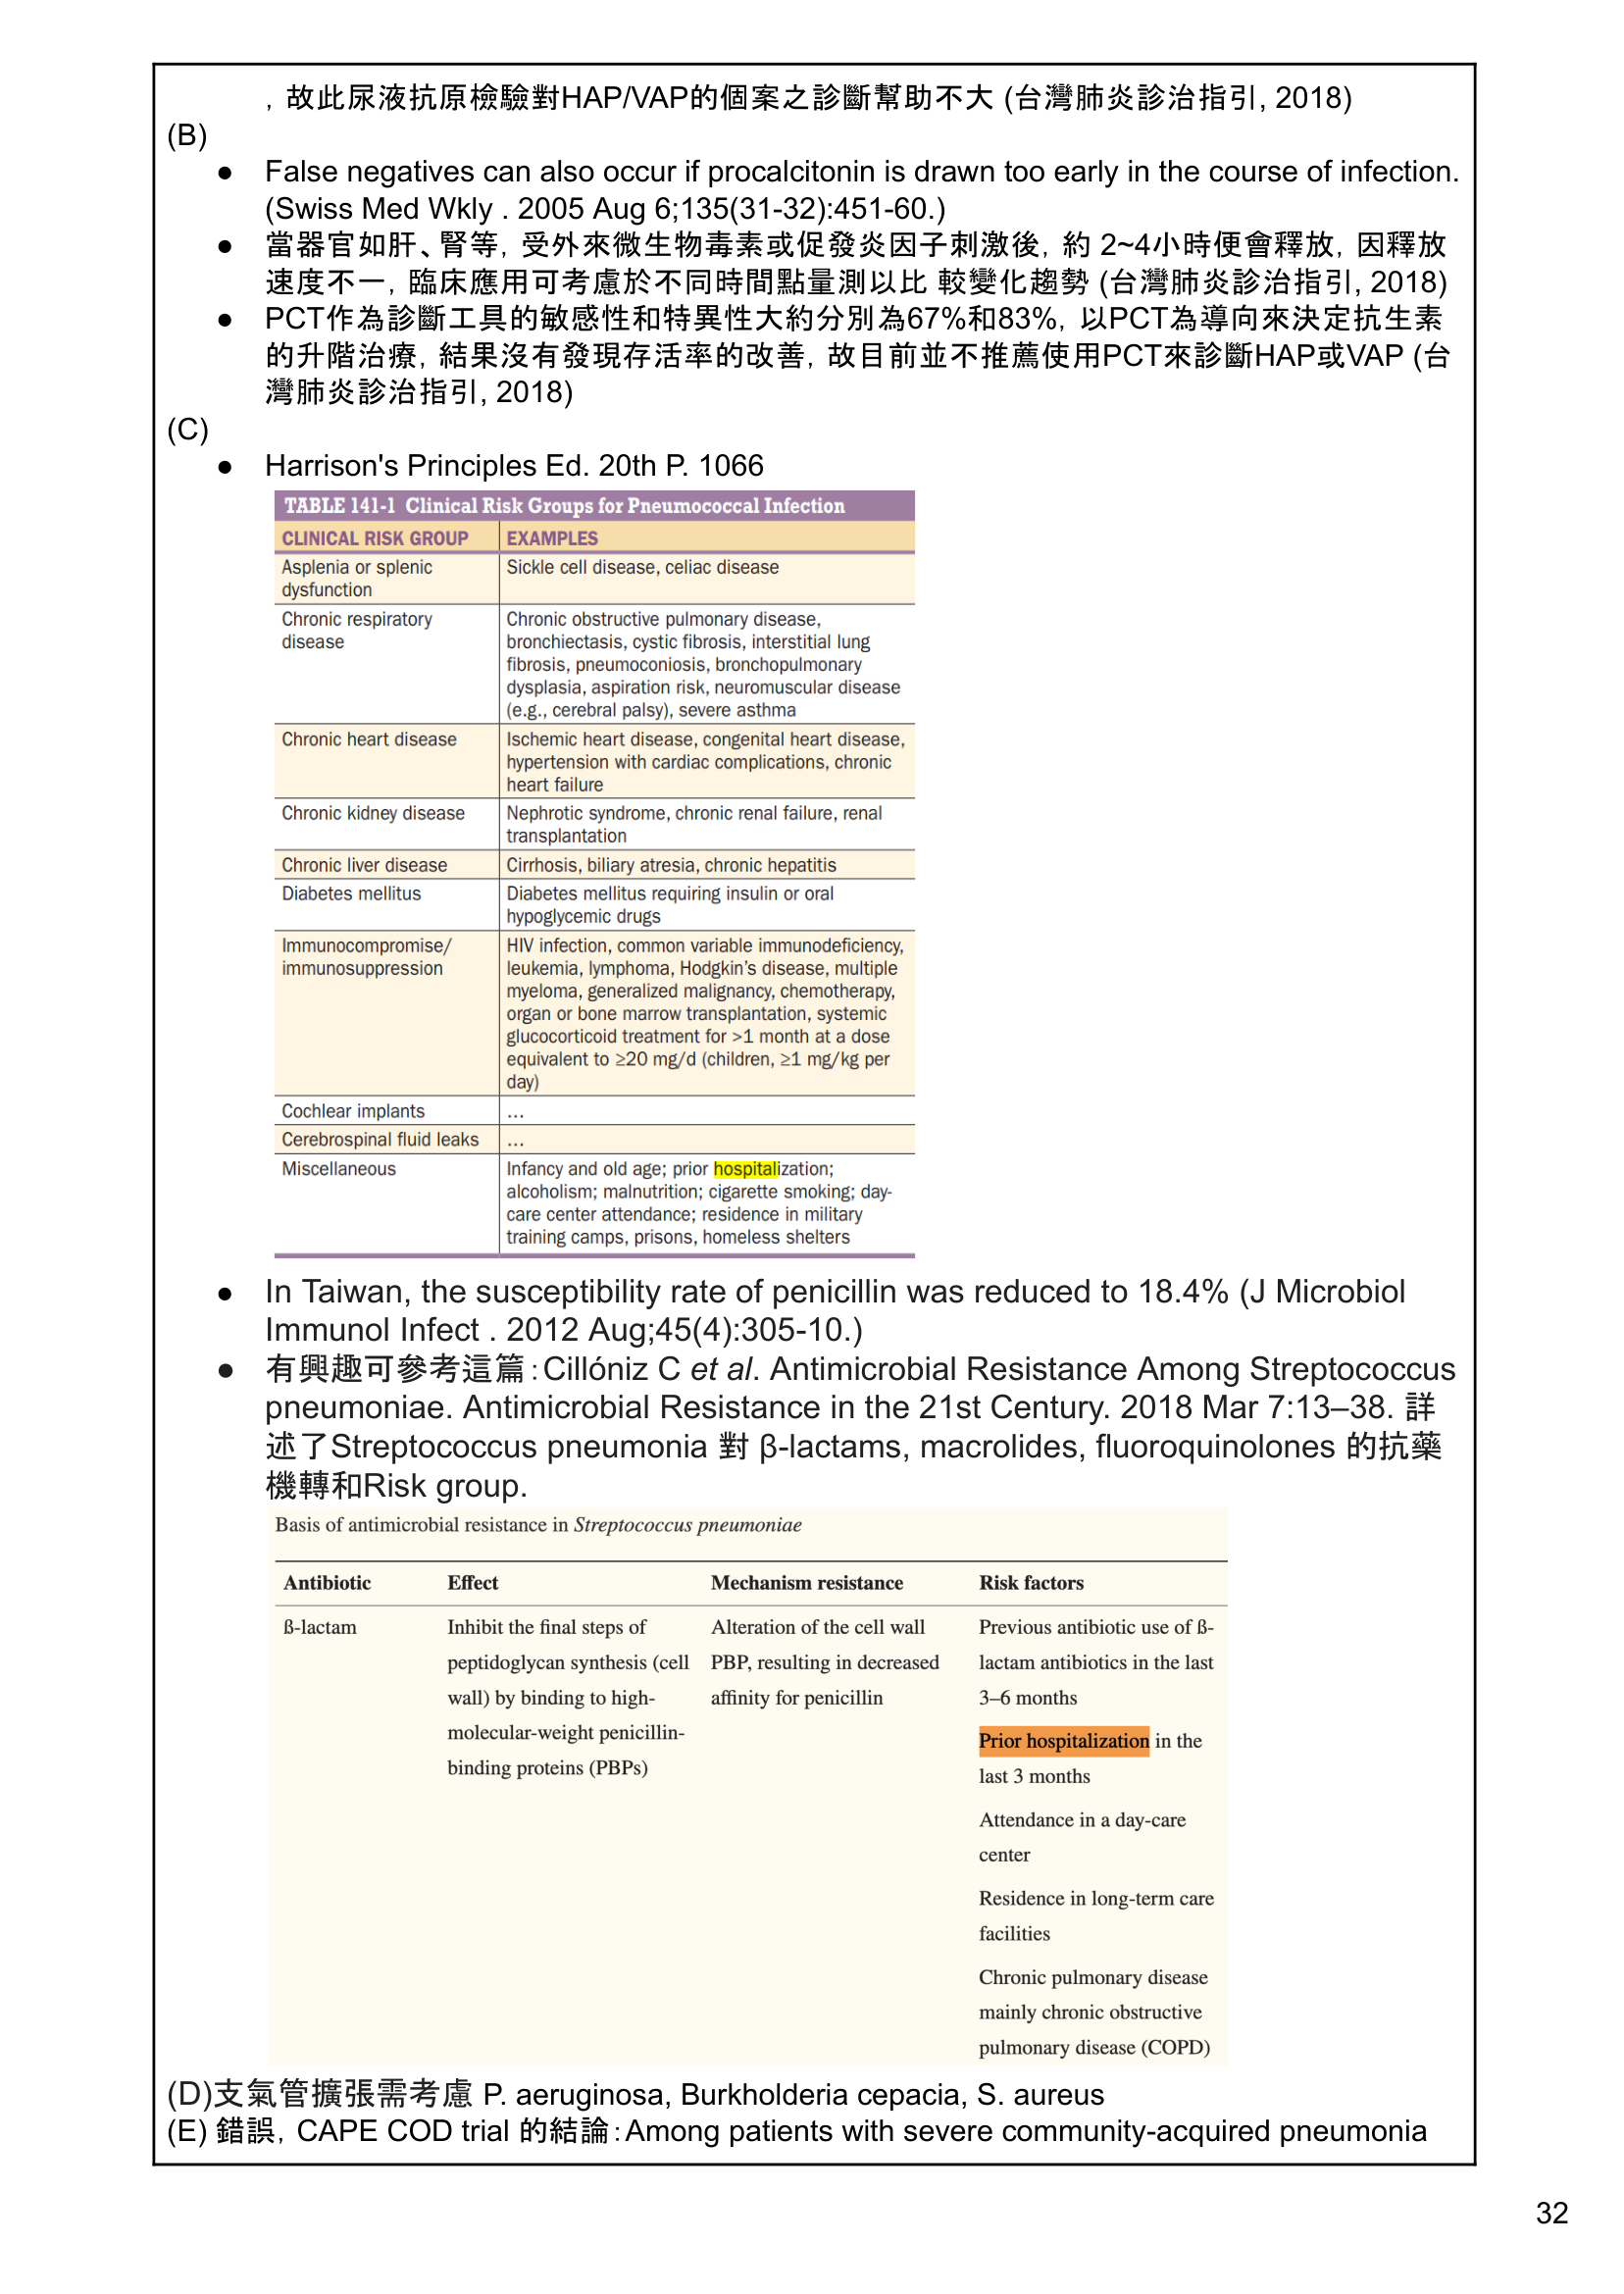 ，故此尿液抗原檢驗對HAP/VAP的個案之診斷幫助不大 (台灣肺炎診治指引, 2018)
(B)
● False negatives can also occur if procalcitonin is drawn too early in the course of infection.
(Swiss Med Wkly . 2005 Aug 6;135(31-32):451-60.)
● 當器官如肝、腎等，受外來微生物毒素或促發炎因子刺激後，約 2~4小時便會釋放，因釋放
速度不一，臨床應用可考慮於不同時間點量測以比 較變化趨勢 (台灣肺炎診治指引, 2018)
● PCT作為診斷工具的敏感性和特異性大約分別為67%和83%，以PCT為導向來決定抗生素
的升階治療，結果沒有發現存活率的改善，故目前並不推薦使用PCT來診斷HAP或VAP (台
灣肺炎診治指引, 2018)
(C)
● Harrison's Principles Ed. 20th P. 1066
TABLE 141-1 Clinical Risk Groups for Pneumococcal Infection
CLINICAL RISK GROUP EXAMPLES
Asplenia or splenic Sickle cell disease, celiac disease
dysfunction
Chronic respiratory Chronic obstructive pulmonary disease,
disease bronchiectasis, cystic fibrosis, interstitial lung
fibrosis, pneumoconiosis, bronchopulmonary
dysplasia, aspiration risk, neuromuscular disease
(e.g., cerebral palsy), severe asthma
Chronic heart disease Ischemic heart disease, congenital heart disease,
hypertension with cardiac complications, chronic
heart failure
Chronic kidney disease Nephrotic syndrome, chronic renal failure, renal
transplantation
Chronic liver disease Cirrhosis, biliary atresia, chronic hepatitis
Diabetes mellitus Diabetes mellitus requiring insulin or oral
hypoglycemic drugs
Immunocompromise/ HIV infection, common variable immunodeficiency,
immunosuppression leukemia, lymphoma, Hodgkin's disease, multiple
myeloma, generalized malignancy, chemotherapy,
organ or bone marrow transplantation, systemic
glucocorticoid treatment for >1 month at a dose
equivalent to ≥20 mg/d (children, ≥1 mg/kg per
day)
Cochlear implants ...
Cerebrospinal fluid leaks ...
Miscellaneous Infancy and old age; prior hospitalization;
alcoholism; malnutrition; cigarette smoking; day-
care center attendance; residence in military
training camps, prisons, homeless shelters
● In Taiwan, the susceptibility rate of penicillin was reduced to 18.4% (J Microbiol
Immunol Infect . 2012 Aug;45(4):305-10.)
● 有興趣可參考這篇：Cillóniz C et al. Antimicrobial Resistance Among Streptococcus
pneumoniae. Antimicrobial Resistance in the 21st Century. 2018 Mar 7:13–38. 詳
述了Streptococcus pneumonia 對 β-lactams, macrolides, fluoroquinolones 的抗藥
機轉和Risk group.
Basis of antimicrobial resistance in Streptococcus pneumoniae
Antibiotic Effect Mechanism resistance Risk factors
ß-lactam Inhibit the final steps of Alteration of the cell wall Previous antibiotic use of ß-
peptidoglycan synthesis (cell PBP, resulting in decreased lactam antibiotics in the last
wall) by binding to high- affinity for penicillin 3–6 months
molecular-weight penicillin- Prior hospitalization in the
binding proteins (PBPs) last 3 months
Attendance in a day-care
center
Residence in long-term care
facilities
Chronic pulmonary disease
mainly chronic obstructive
pulmonary disease (COPD)
(D)支氣管擴張需考慮 P. aeruginosa, Burkholderia cepacia, S. aureus
(E) 錯誤，CAPE COD trial 的結論：Among patients with severe community-acquired pneumonia
32